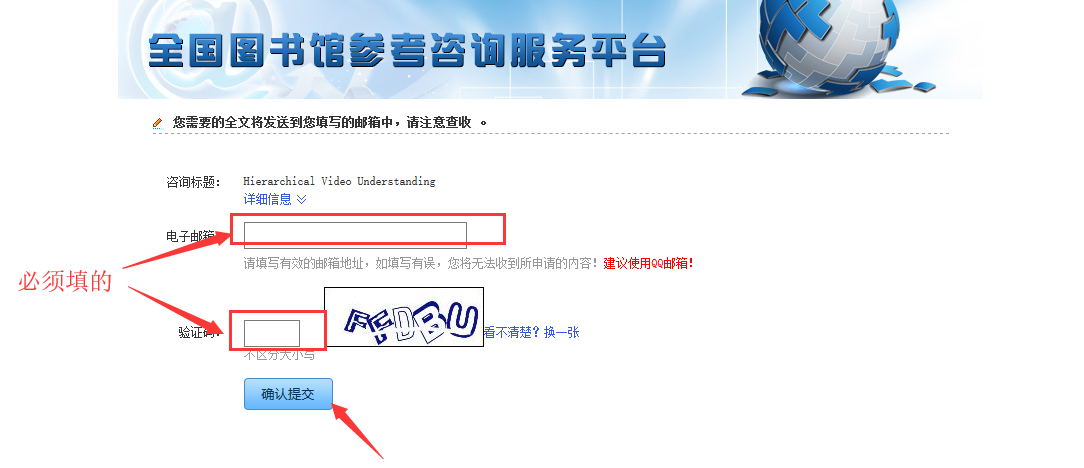 全国图书馆参考咨询服务平台
您需要的全文将发送到您填写的邮箱中，请注意查收 。
咨询标题： Hierarchical Video Understanding
详细信息
电子邮箱
请填写有效的邮箱地址，如填写有误，您将无法收到所申请的内容！建议使用QQ邮箱！
必须填的
验证码： FFDBU 看不清楚？换一张
不区分大小写
确认提交